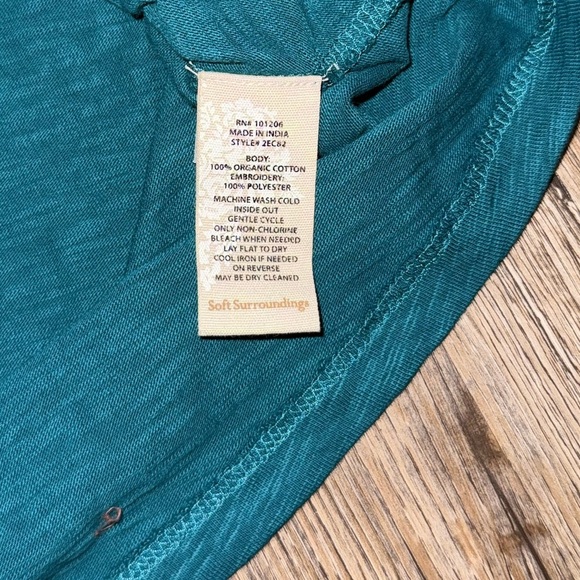 RN# 101206
MADE IN INDIA
STYLE# 2EC82
BODY:
100% ORGANIC COTTON
EMBROIDERY:
100% POLYESTER
MACHINE WASH COLD
INSIDE OUT
GENTLE CYCLE
ONLY NON-CHLORINE
BLEACH WHEN NEEDED
LAY FLAT TO DRY
COOL IRON IF NEEDED
ON REVERSE
MAY BE DRY CLEANED
Soft Surroundings